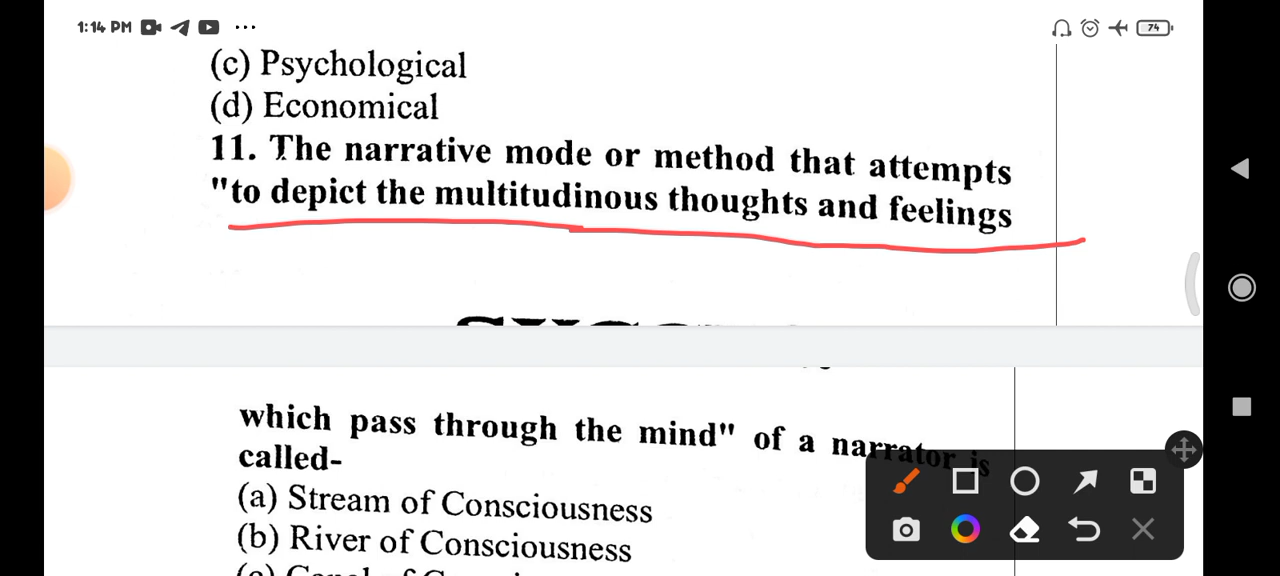 1:14 PM
74
(c) Psychological
(d) Economical
11. The narrative mode or method that attempts
"to depict the multitudinous thoughts and feelings
which pass through the mind" of a narrator is
called-
(a) Stream of Consciousness
(b) River of Consciousness